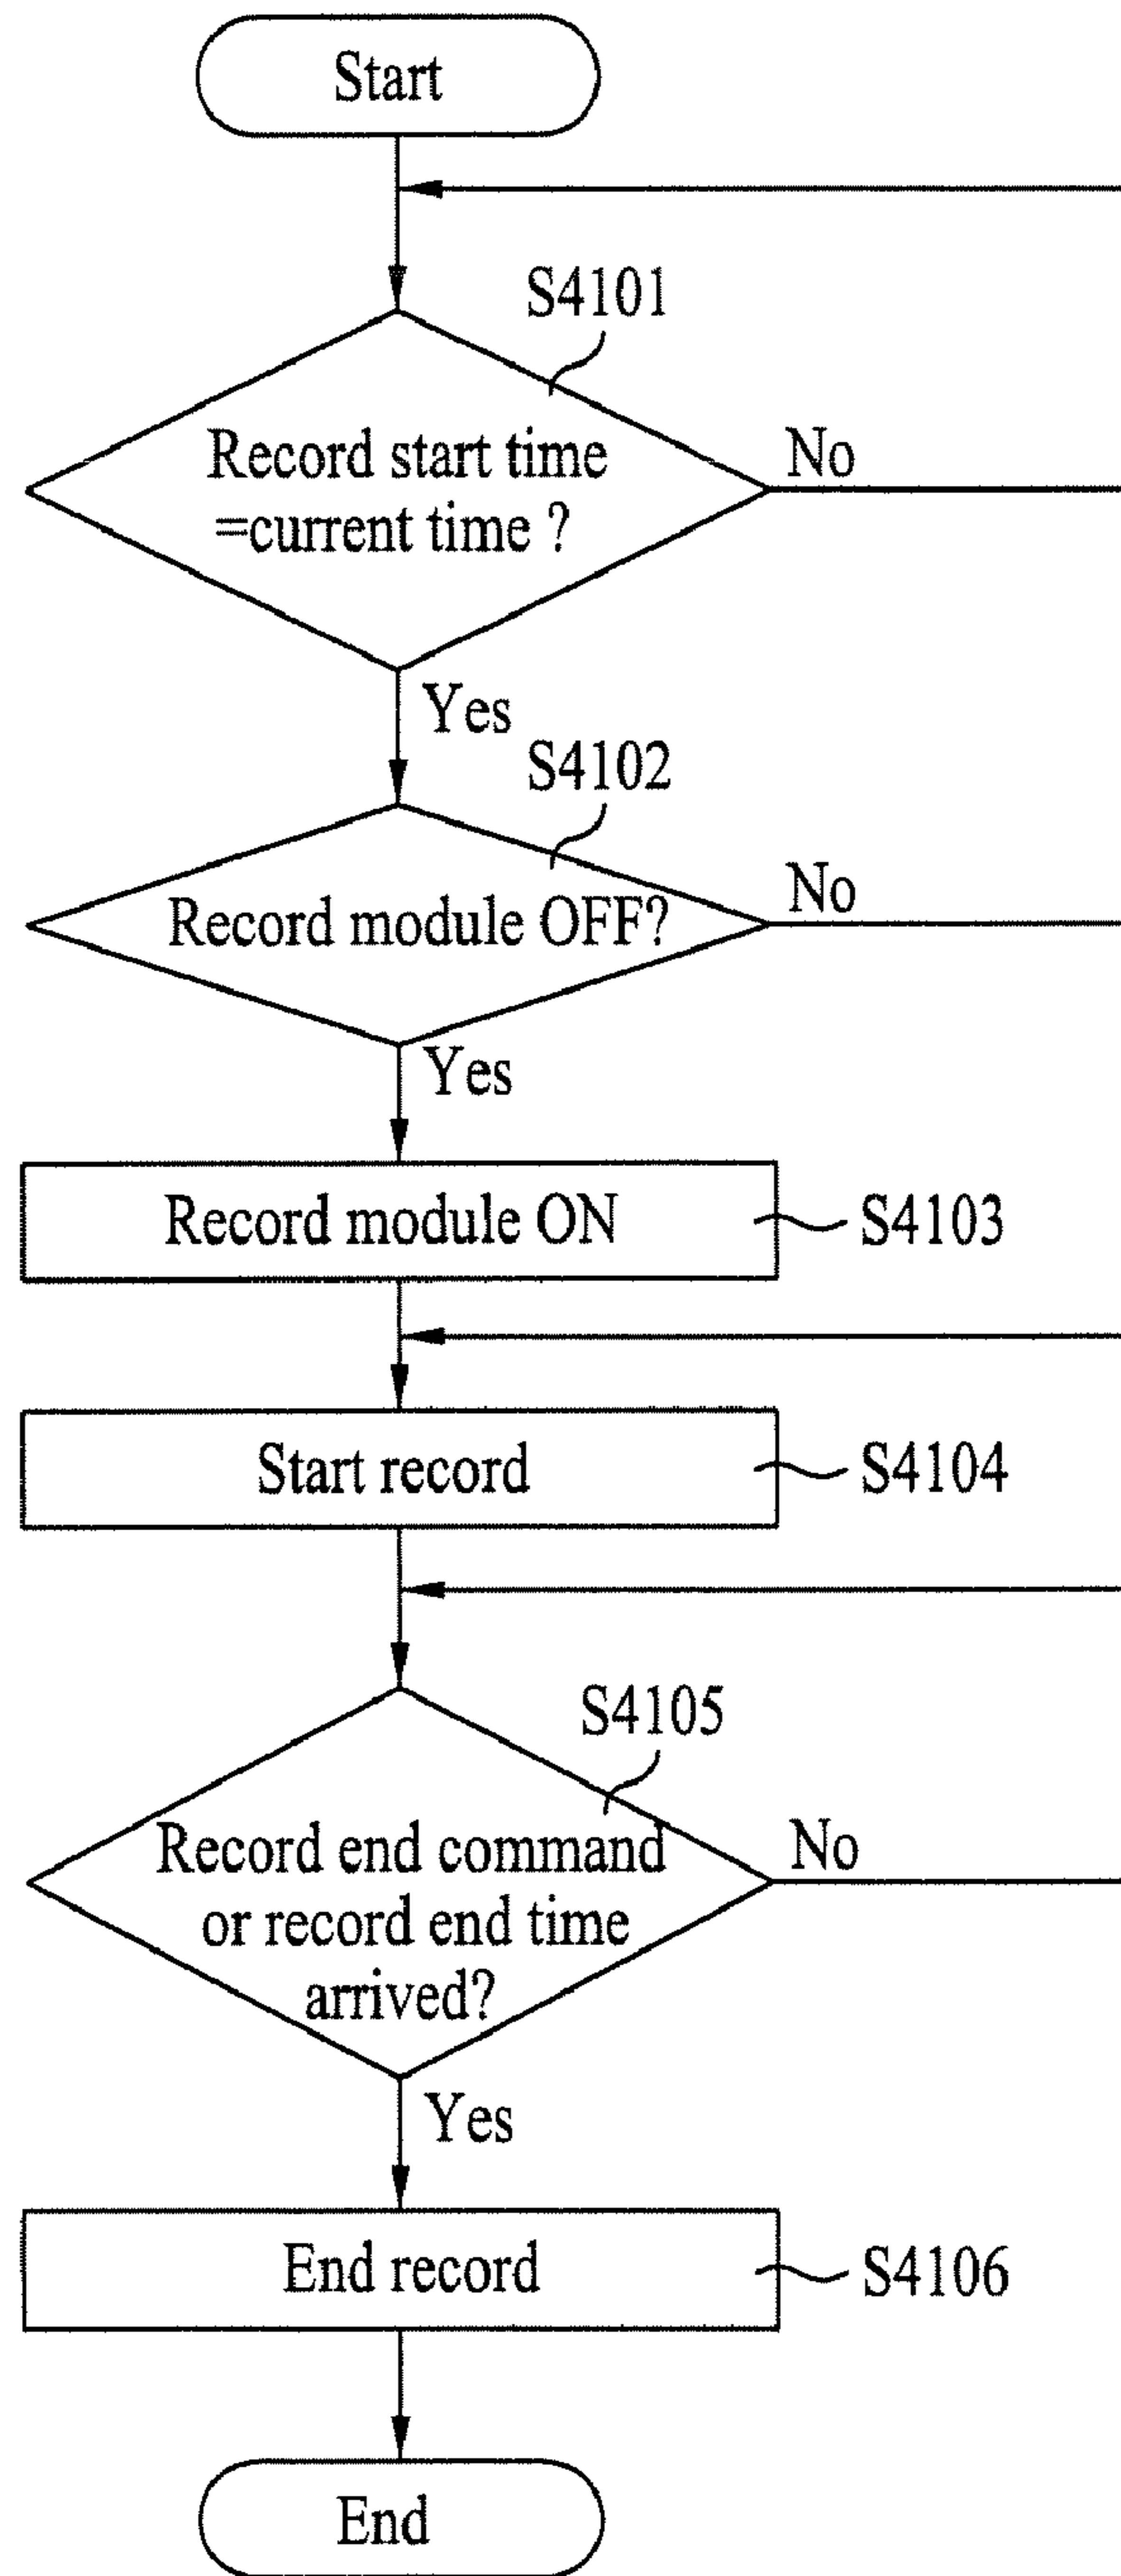 Start
S4101
Record start time
=current time ?
No
Yes
S4102
Record module OFF?
No
Yes
Record module ON
S4103
Start record
S4104
S4105
Record end command
or record end time
arrived?
No
Yes
End record
S4106
End